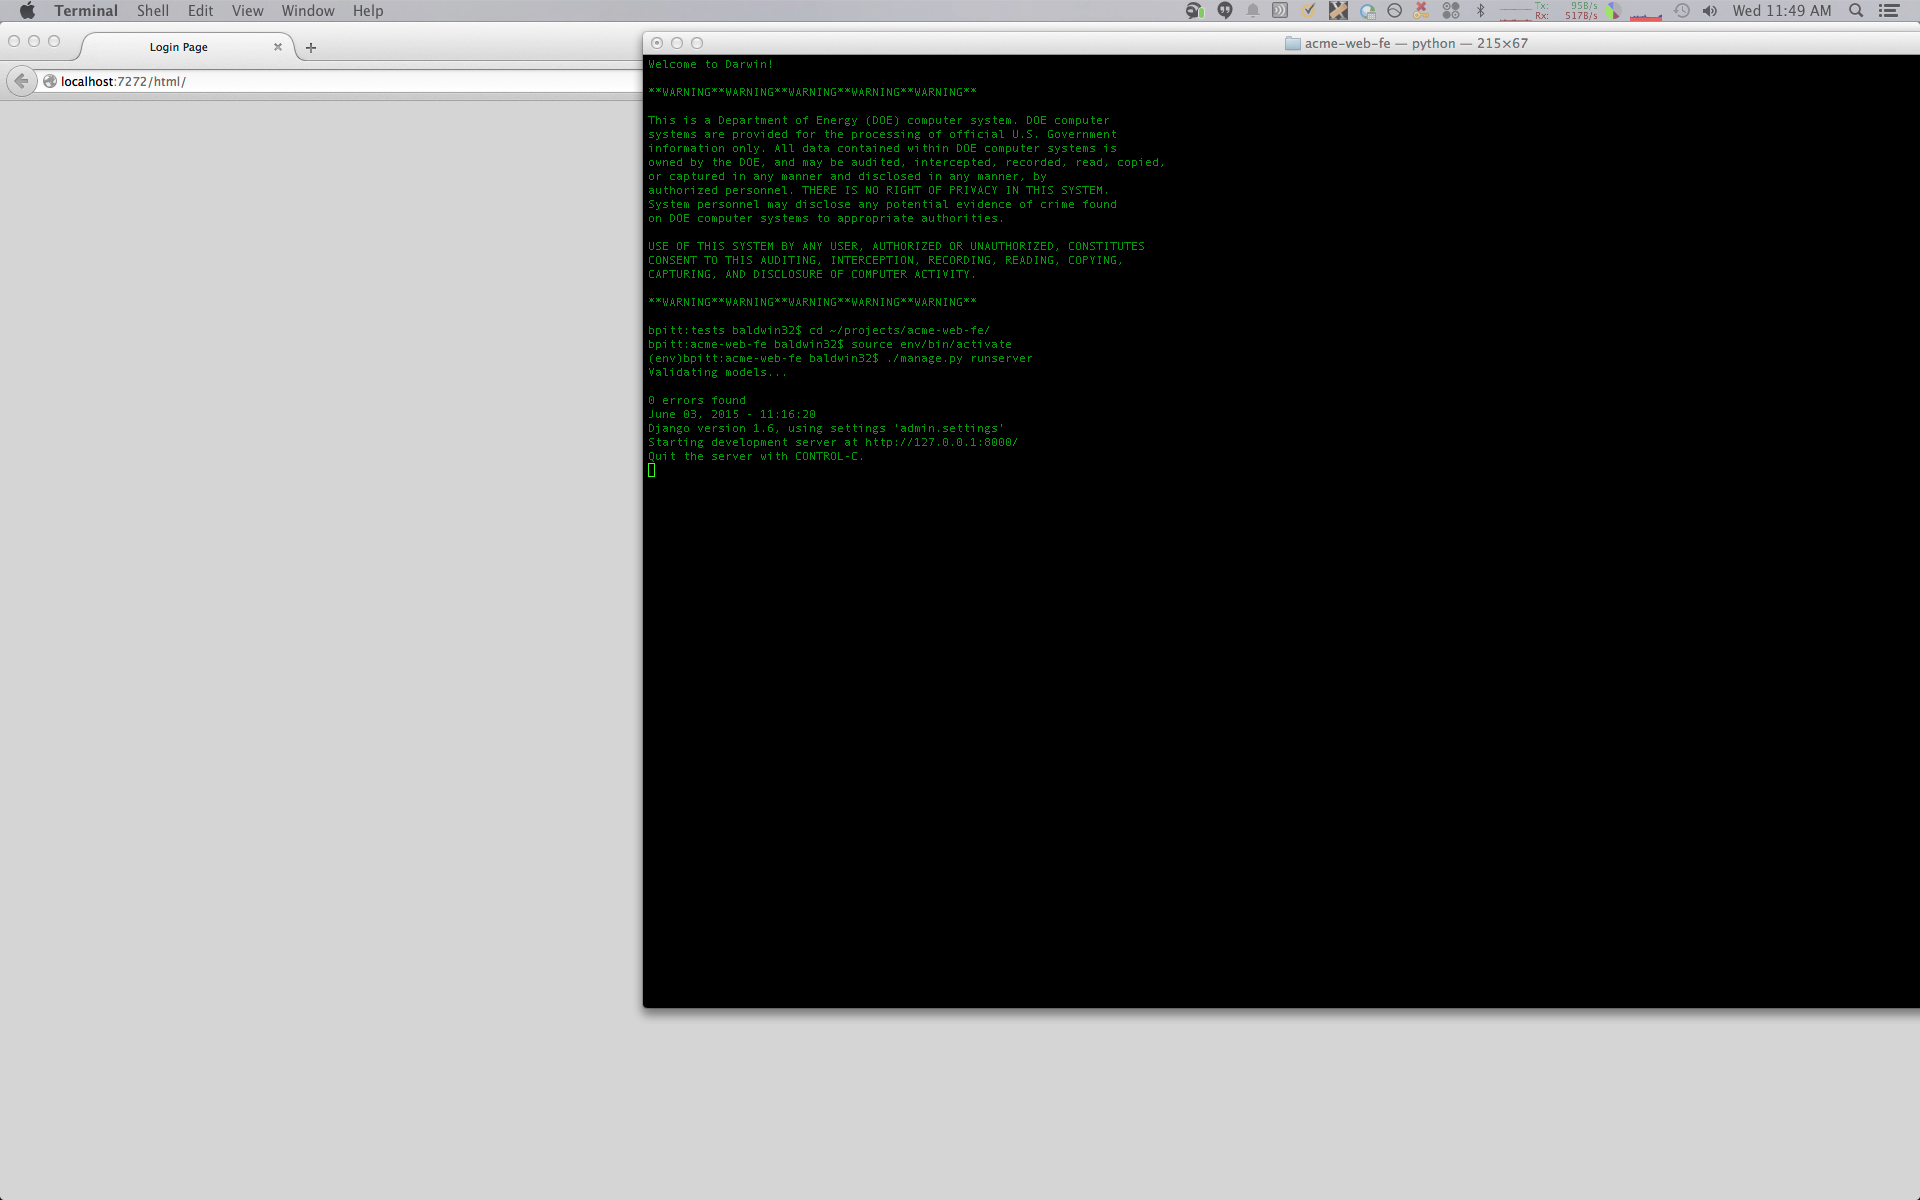 Terminal Shell Edit View Window Help
Tx: 95B/s
Rx: 517B/s
Wed 11:49 AM
Login Page
localhost:7272/html/
acme-web-fe — python — 215×67
Welcome to Darwin!
**WARNING**WARNING**WARNING**WARNING**WARNING**
This is a Department of Energy (DOE) computer system. DOE computer
systems are provided for the processing of official U.S. Government
information only. All data contained within DOE computer systems is
owned by the DOE, and may be audited, intercepted, recorded, read, copied,
or captured in any manner and disclosed in any manner, by
authorized personnel. THERE IS NO RIGHT OF PRIVACY IN THIS SYSTEM.
System personnel may disclose any potential evidence of crime found
on DOE computer systems to appropriate authorities.
USE OF THIS SYSTEM BY ANY USER, AUTHORIZED OR UNAUTHORIZED, CONSTITUTES
CONSENT TO THIS AUDITING, INTERCEPTION, RECORDING, READING, COPYING,
CAPTURING, AND DISCLOSURE OF COMPUTER ACTIVITY.
**WARNING**WARNING**WARNING**WARNING**WARNING**
bpitt:tests baldwin32$ cd ~/projects/acme-web-fe/
bpitt:acme-web-fe baldwin32$ source env/bin/activate
(env)bpitt:acme-web-fe baldwin32$ ./manage.py runserver
Validating models...
0 errors found
June 03, 2015 - 11:16:20
Django version 1.6, using settings 'admin.settings'
Starting development server at http://127.0.0.1:8000/
Quit the server with CONTROL-C.